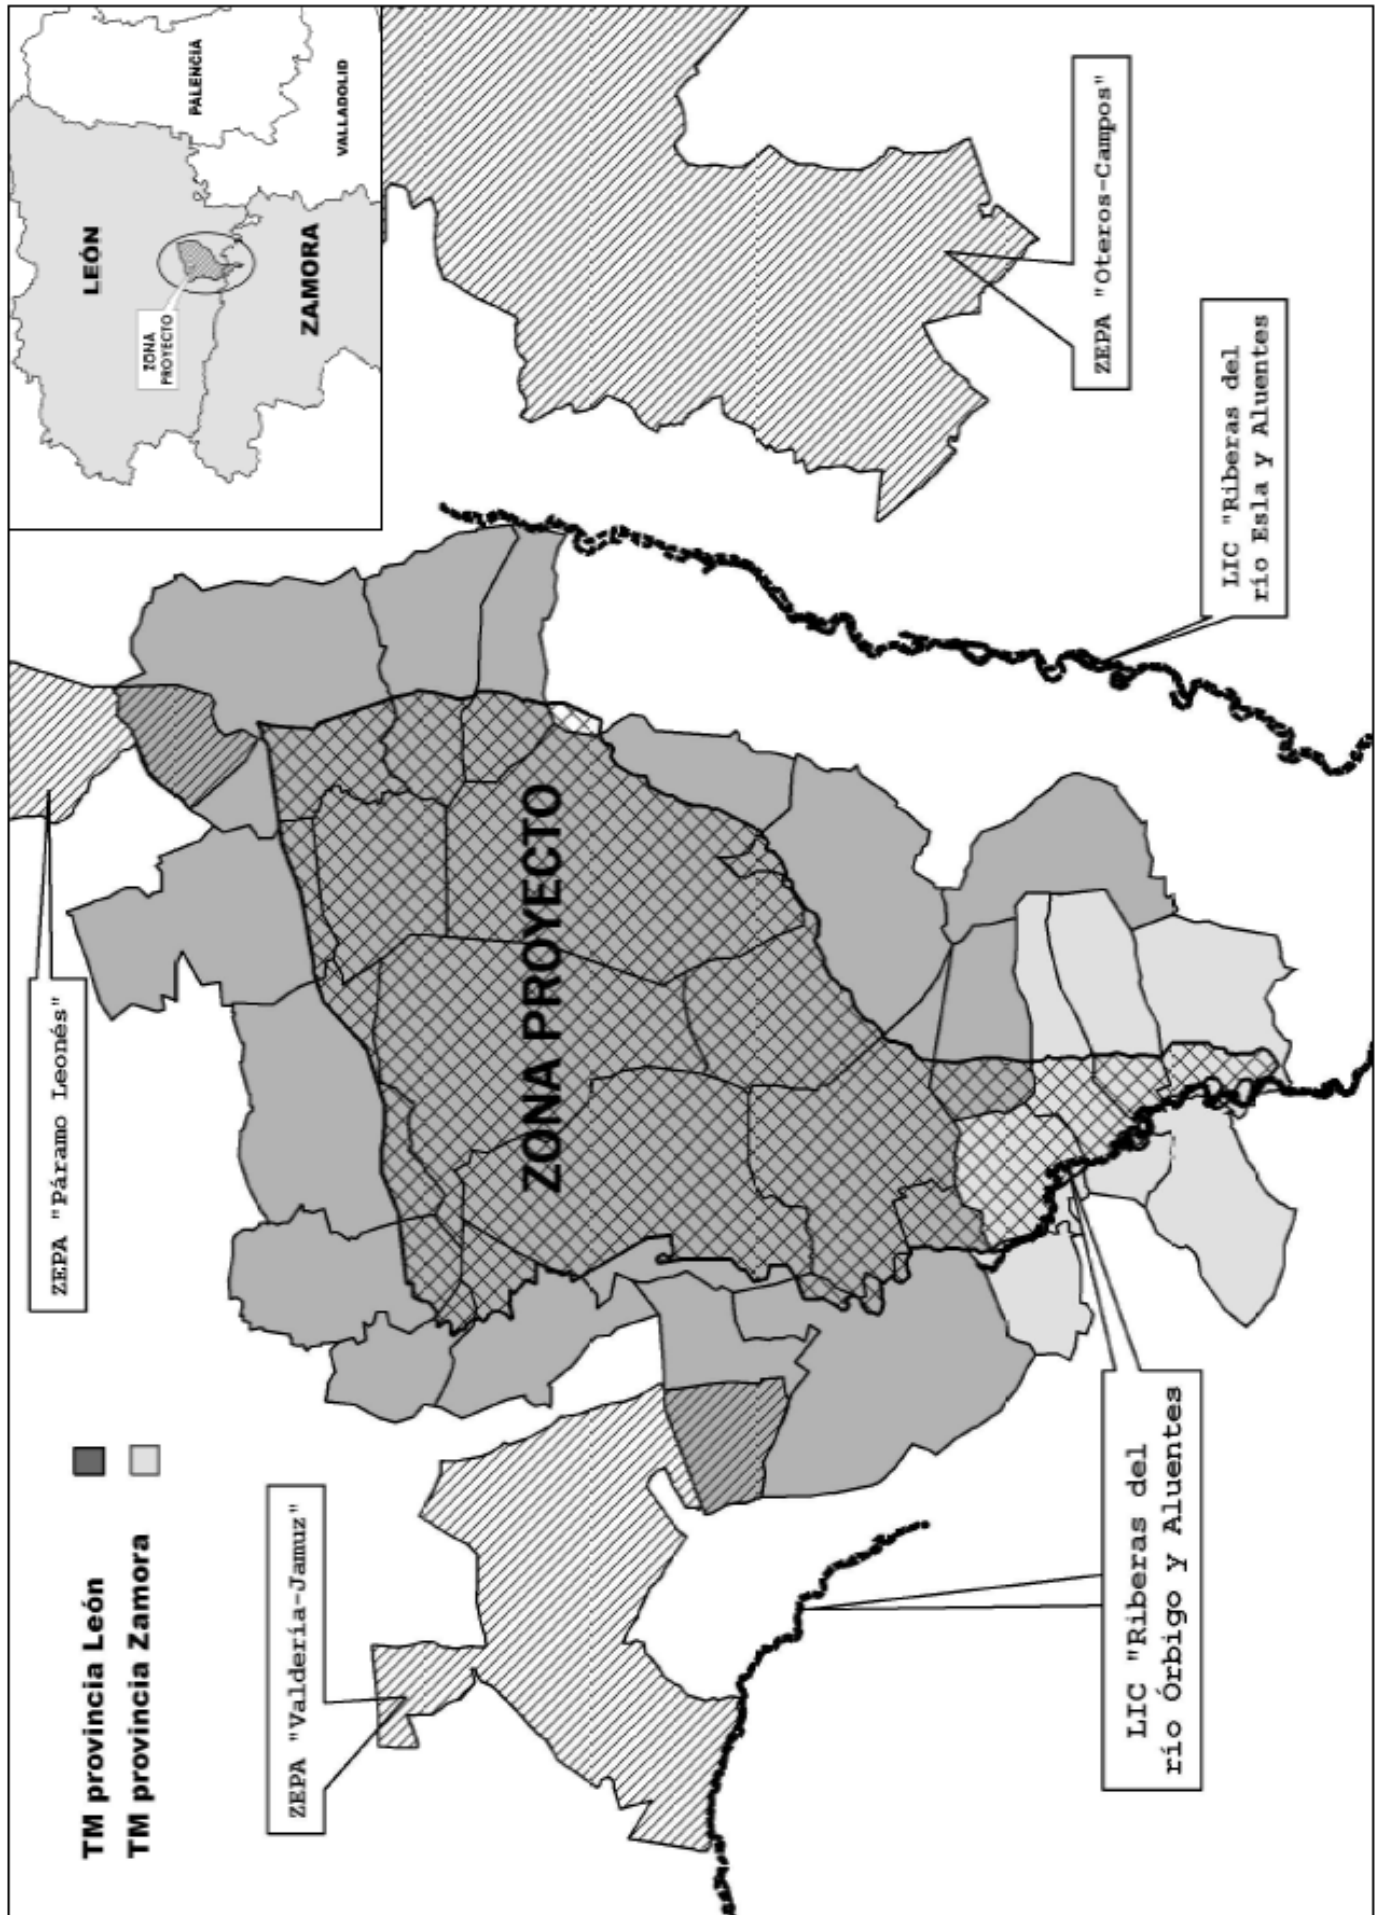 TM provincia León
TM provincia Zamora
ZEPA "Páramo Leonés"
ZEPA "Valdería-Jamuz"
ZONA PROYECTO
LIC "Riberas del
río Órbigo y Aluentes
LIC "Riberas del
río Esla y Aluentes
ZEPA "Oteros-Campos"
LEÓN
PALENCIA
ZONA
PROYECTO
ZAMORA
VALLADOLID